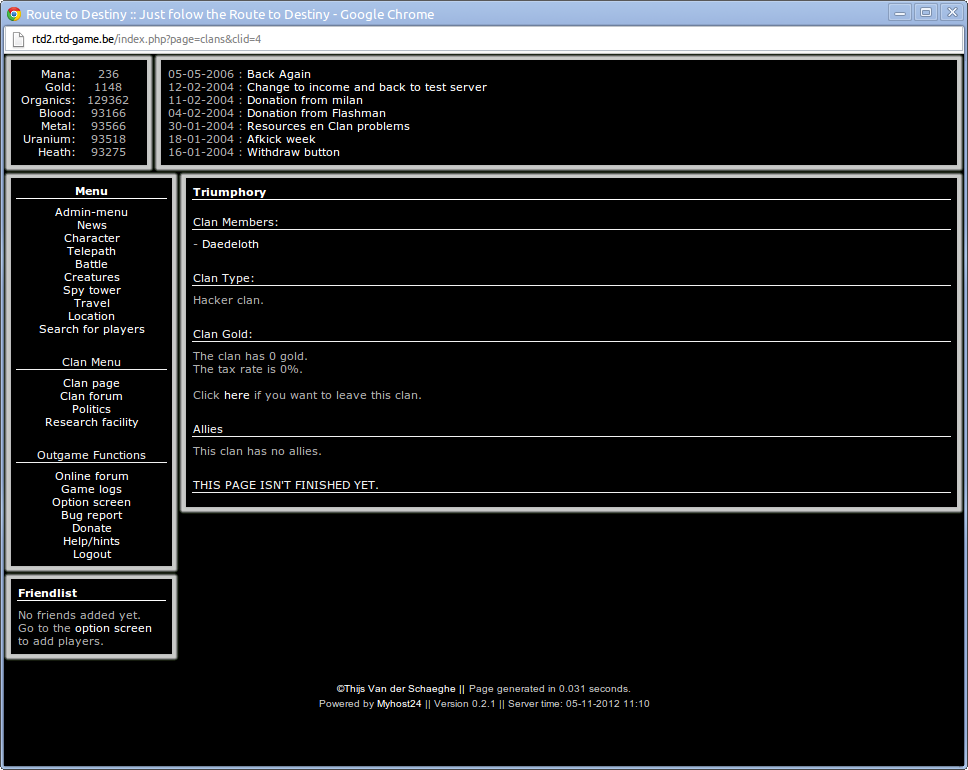 Route to Destiny :: Just folow the Route to Destiny - Google Chrome
rtd2.rtd-game.be/index.php?page=clans&clid=4
Mana: 236
Gold: 1148
Organics: 129362
Blood: 93166
Metal: 93566
Uranium: 93518
Heath: 93275
05-05-2006 : Back Again
12-02-2004 : Change to income and back to test server
11-02-2004 : Donation from milan
04-02-2004 : Donation from Flashman
30-01-2004 : Resources en Clan problems
18-01-2004 : Afkick week
16-01-2004 : Withdraw button
Menu
Admin-menu
News
Character
Telepath
Battle
Creatures
Spy tower
Travel
Location
Search for players
Clan Menu
Clan page
Clan forum
Politics
Research facility
Outgame Functions
Online forum
Game logs
Option screen
Bug report
Donate
Help/hints
Logout
Friendlist
No friends added yet.
Go to the option screen
to add players.
Triumphory
Clan Members:
- Daedeloth
Clan Type:
Hacker clan.
Clan Gold:
The clan has 0 gold.
The tax rate is 0%.
Click here if you want to leave this clan.
Allies
This clan has no allies.
THIS PAGE ISN'T FINISHED YET.
©Thijs Van der Schaeghe || Page generated in 0.031 seconds.
Powered by Myhost24 || Version 0.2.1 || Server time: 05-11-2012 11:10